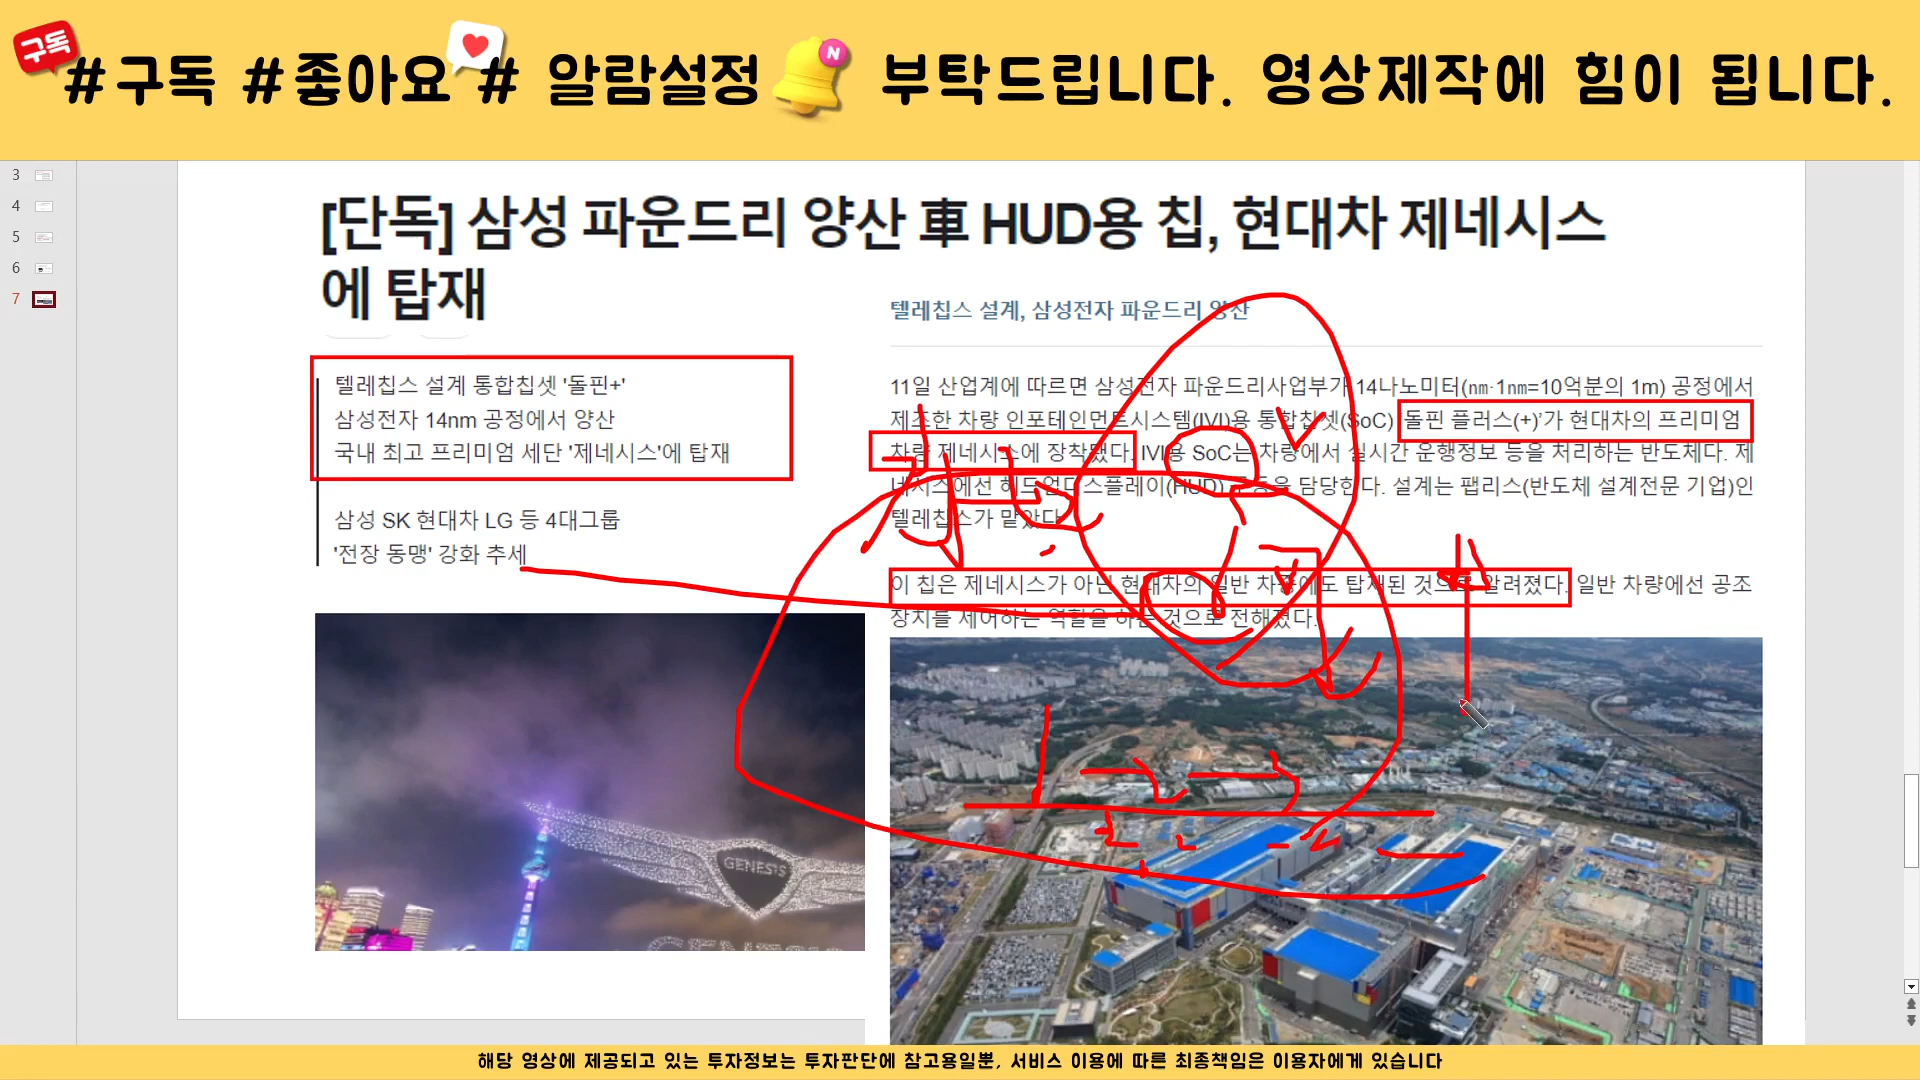 구독
#구독 #좋아요 # 알람설정 부탁드립니다. 영상제작에 힘이 됩니다.
N
3
4
5
6
7
[단독] 삼성 파운드리 양산 車 HUD용 칩, 현대차 제네시스
에 탑재
텔레칩스 설계 통합칩셋 '돌핀+'
삼성전자 14nm 공정에서 양산
국내 최고 프리미엄 세단 '제네시스'에 탑재
삼성 SK 현대차 LG 등 4대그룹
'전장 동맹' 강화 추세
텔레칩스 설계, 삼성전자 파운드리 양산
11일 산업계에 따르면 삼성전자 파운드리사업부가 14나노미터(㎚·1㎚=10억분의 1m) 공정에서
제조한 차량 인포테인먼트시스템(IVI)용 통합칩셋(SoC) '돌핀 플러스(+)'가 현대차의 프리미엄
차량 제네시스에 장착됐다. IVI용 SoC는 차량에서 실시간 운행정보 등을 처리하는 반도체다. 제
네시스에선 헤드업디스플레이(HUD) 구동을 담당한다. 설계는 팹리스(반도체 설계전문 기업)인
텔레칩스가 맡았다.
이 칩은 제네시스가 아닌 현대차의 일반 차종에도 탑재된 것으로 알려졌다. 일반 차량에선 공조
장치를 제어하는 역할을 하는 것으로 전해졌다.
GENESIS
GENESIS
해당 영상에 제공되고 있는 투자정보는 투자판단에 참고용일뿐, 서비스 이용에 따른 최종책임은 이용자에게 있습니다